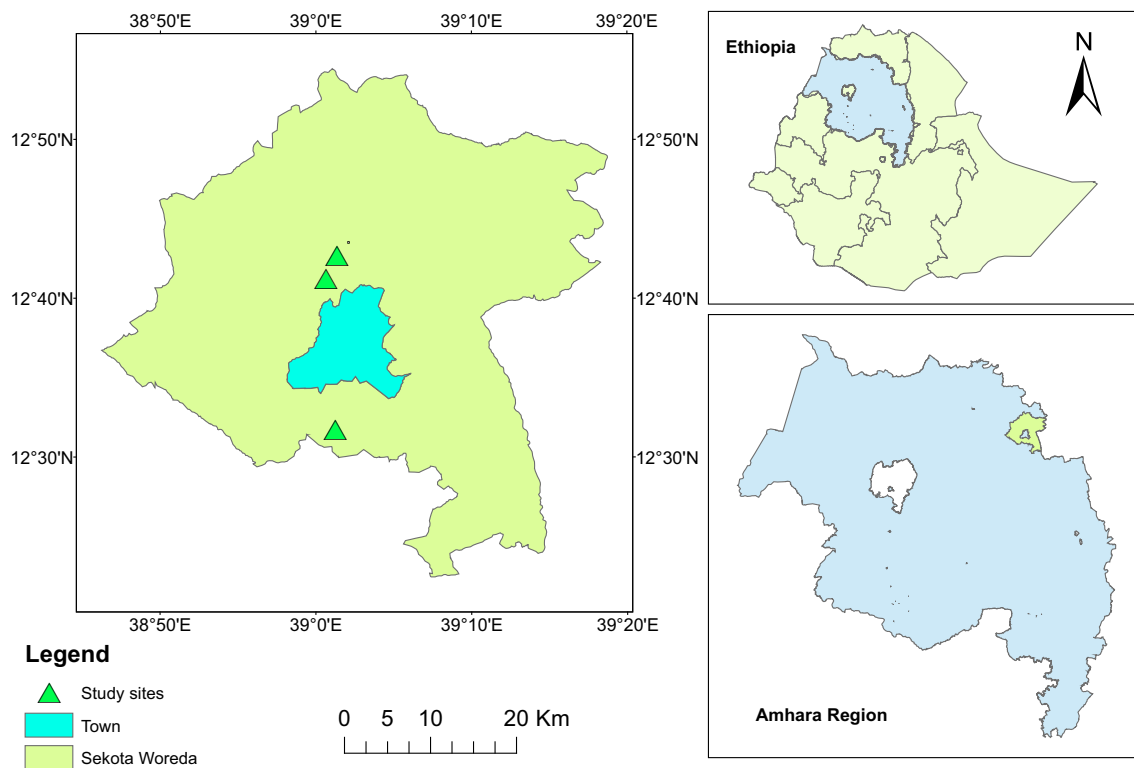 38°50'E 39°0'E 39°10'E 39°20'E
12°50'N 12°50'N
12°40'N 12°40'N
12°30'N 12°30'N
38°50'E 39°0'E 39°10'E 39°20'E
Legend
Study sites
Town
Sekota Woreda
0 5 10 20 Km
Ethiopia
N
Amhara Region